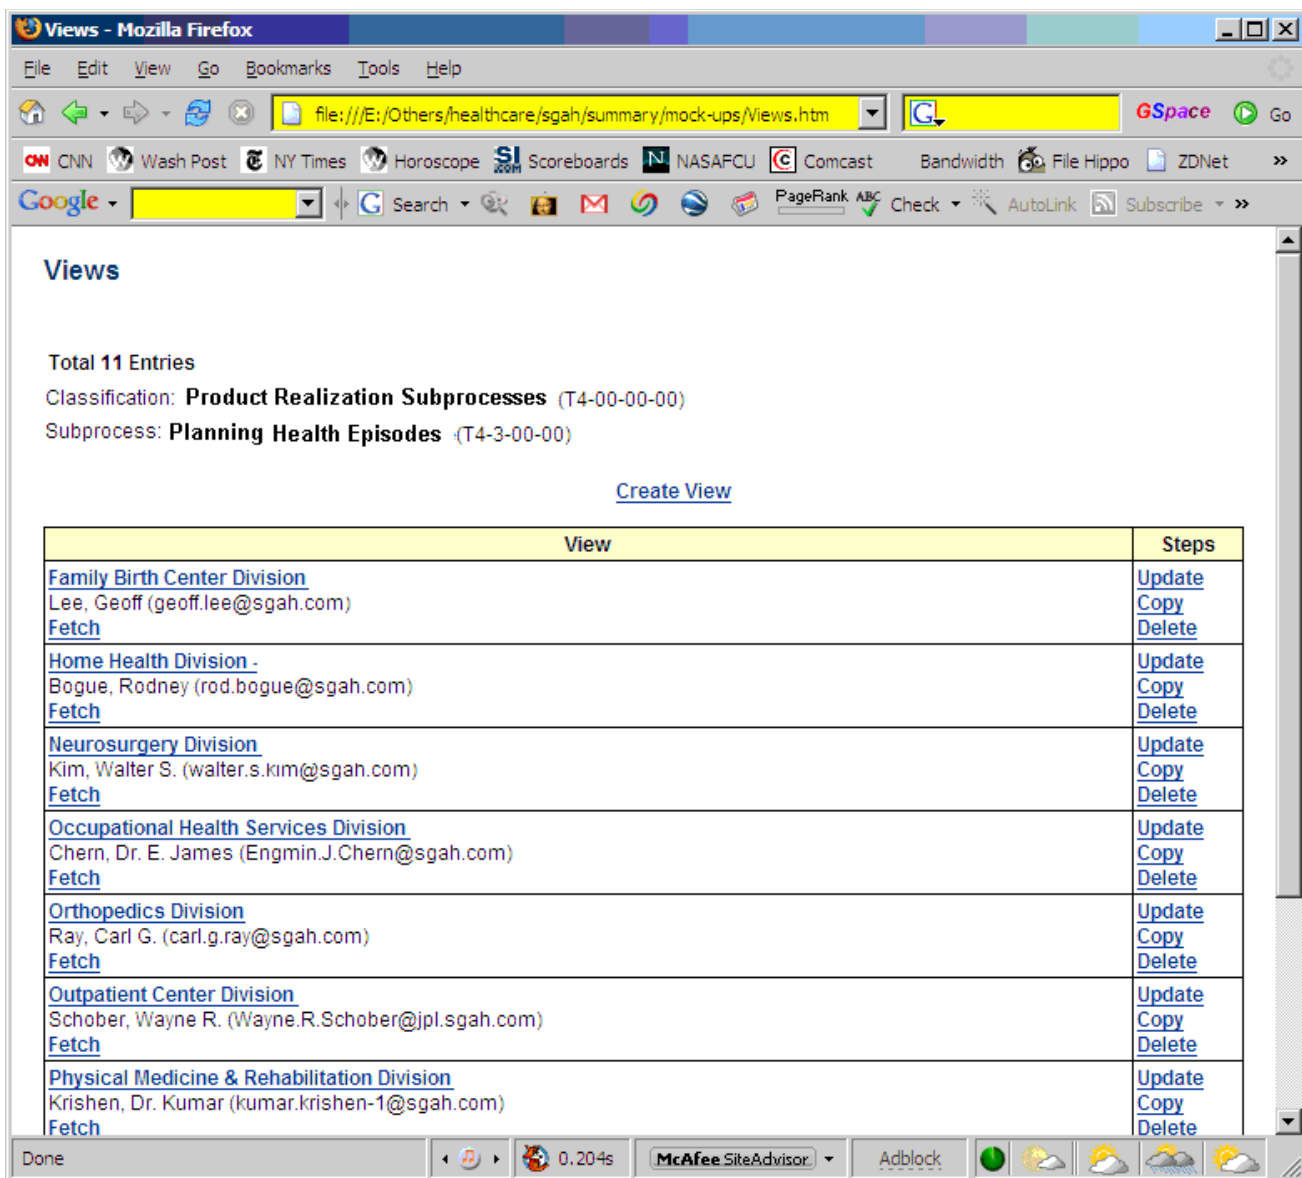 Views - Mozilla Firefox
File Edit View Go Bookmarks Tools Help
file:///E:/Others/healthcare/sgah/summary/mock-ups/Views.htm G GSpace Go
CNN CNN Wash Post NY Times Horoscope SI.COM Scoreboards N NASAFCU C Comcast Bandwidth File Hippo ZDNet »
Google G Search PageRank ABC Check AutoLink Subscribe »
Views
Total 11 Entries
Classification: Product Realization Subprocesses (T4-00-00-00)
Subprocess: Planning Health Episodes (T4-3-00-00)
Create View
View Steps
Family Birth Center Division Update
Lee, Geoff (geoff.lee@sgah.com) Copy
Fetch Delete
Home Health Division - Update
Bogue, Rodney (rod.bogue@sgah.com) Copy
Fetch Delete
Neurosurgery Division Update
Kim, Walter S. (walter.s.kim@sgah.com) Copy
Fetch Delete
Occupational Health Services Division Update
Chern, Dr. E. James (Engmin.J.Chern@sgah.com) Copy
Fetch Delete
Orthopedics Division Update
Ray, Carl G. (carl.g.ray@sgah.com) Copy
Fetch Delete
Outpatient Center Division Update
Schober, Wayne R. (Wayne.R.Schober@jpl.sgah.com) Copy
Fetch Delete
Physical Medicine & Rehabilitation Division Update
Krishen, Dr. Kumar (kumar.krishen-1@sgah.com) Copy
Fetch Delete
Done 0.204s McAfee SiteAdvisor Adblock